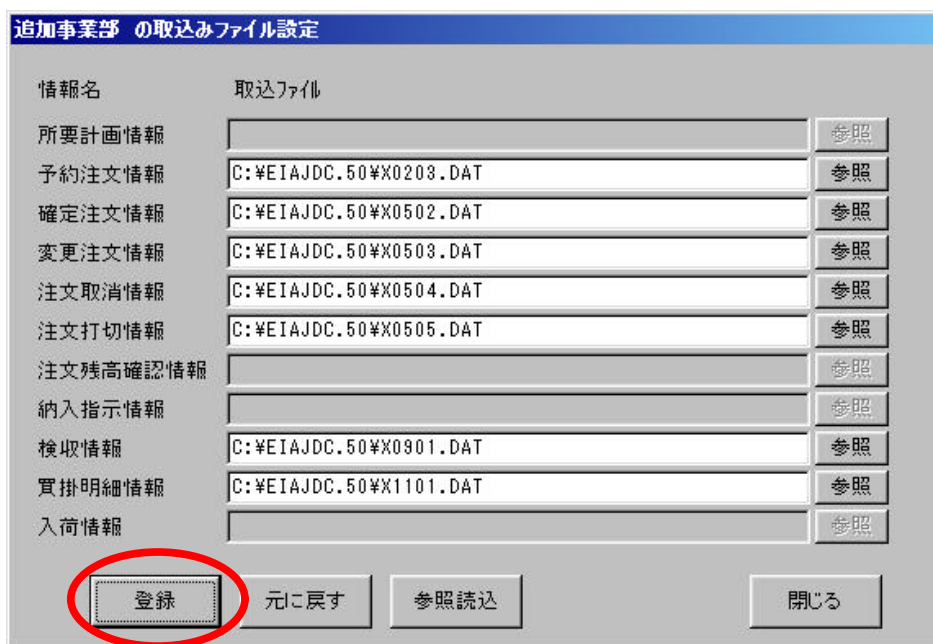 追加事業部 の取込みファイル設定
情報名 取込ファイル
所要計画情報 参照
予約注文情報 C:¥EIAJDC.50¥X0203.DAT 参照
確定注文情報 C:¥EIAJDC.50¥X0502.DAT 参照
変更注文情報 C:¥EIAJDC.50¥X0503.DAT 参照
注文取消情報 C:¥EIAJDC.50¥X0504.DAT 参照
注文打切情報 C:¥EIAJDC.50¥X0505.DAT 参照
注文残高確認情報 参照
納入指示情報 参照
検収情報 C:¥EIAJDC.50¥X0901.DAT 参照
買掛明細情報 C:¥EIAJDC.50¥X1101.DAT 参照
入荷情報 参照
登録 元に戻す 参照読込 閉じる